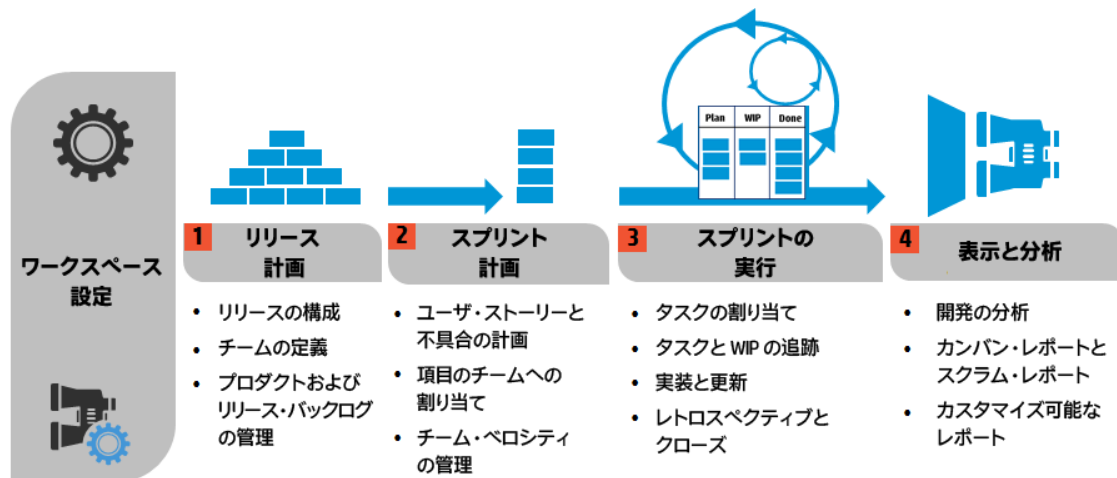 ワークスペース
設定
Plan WIP Done
1 リリース
計画
• リリースの構成
• チームの定義
• プロダクトおよび
リリース・バックログ
の管理
2 スプリント
計画
• ユーザ・ストーリーと
不具合の計画
• 項目のチームへの
割り当て
• チーム・ベロシティ
の管理
3 スプリントの
実行
• タスクの割り当て
• タスクと WIP の追跡
• 実装と更新
• レトロスペクティブと
クローズ
4 表示と分析
• 開発の分析
• カンバン・レポートと
スクラム・レポート
• カスタマイズ可能な
レポート